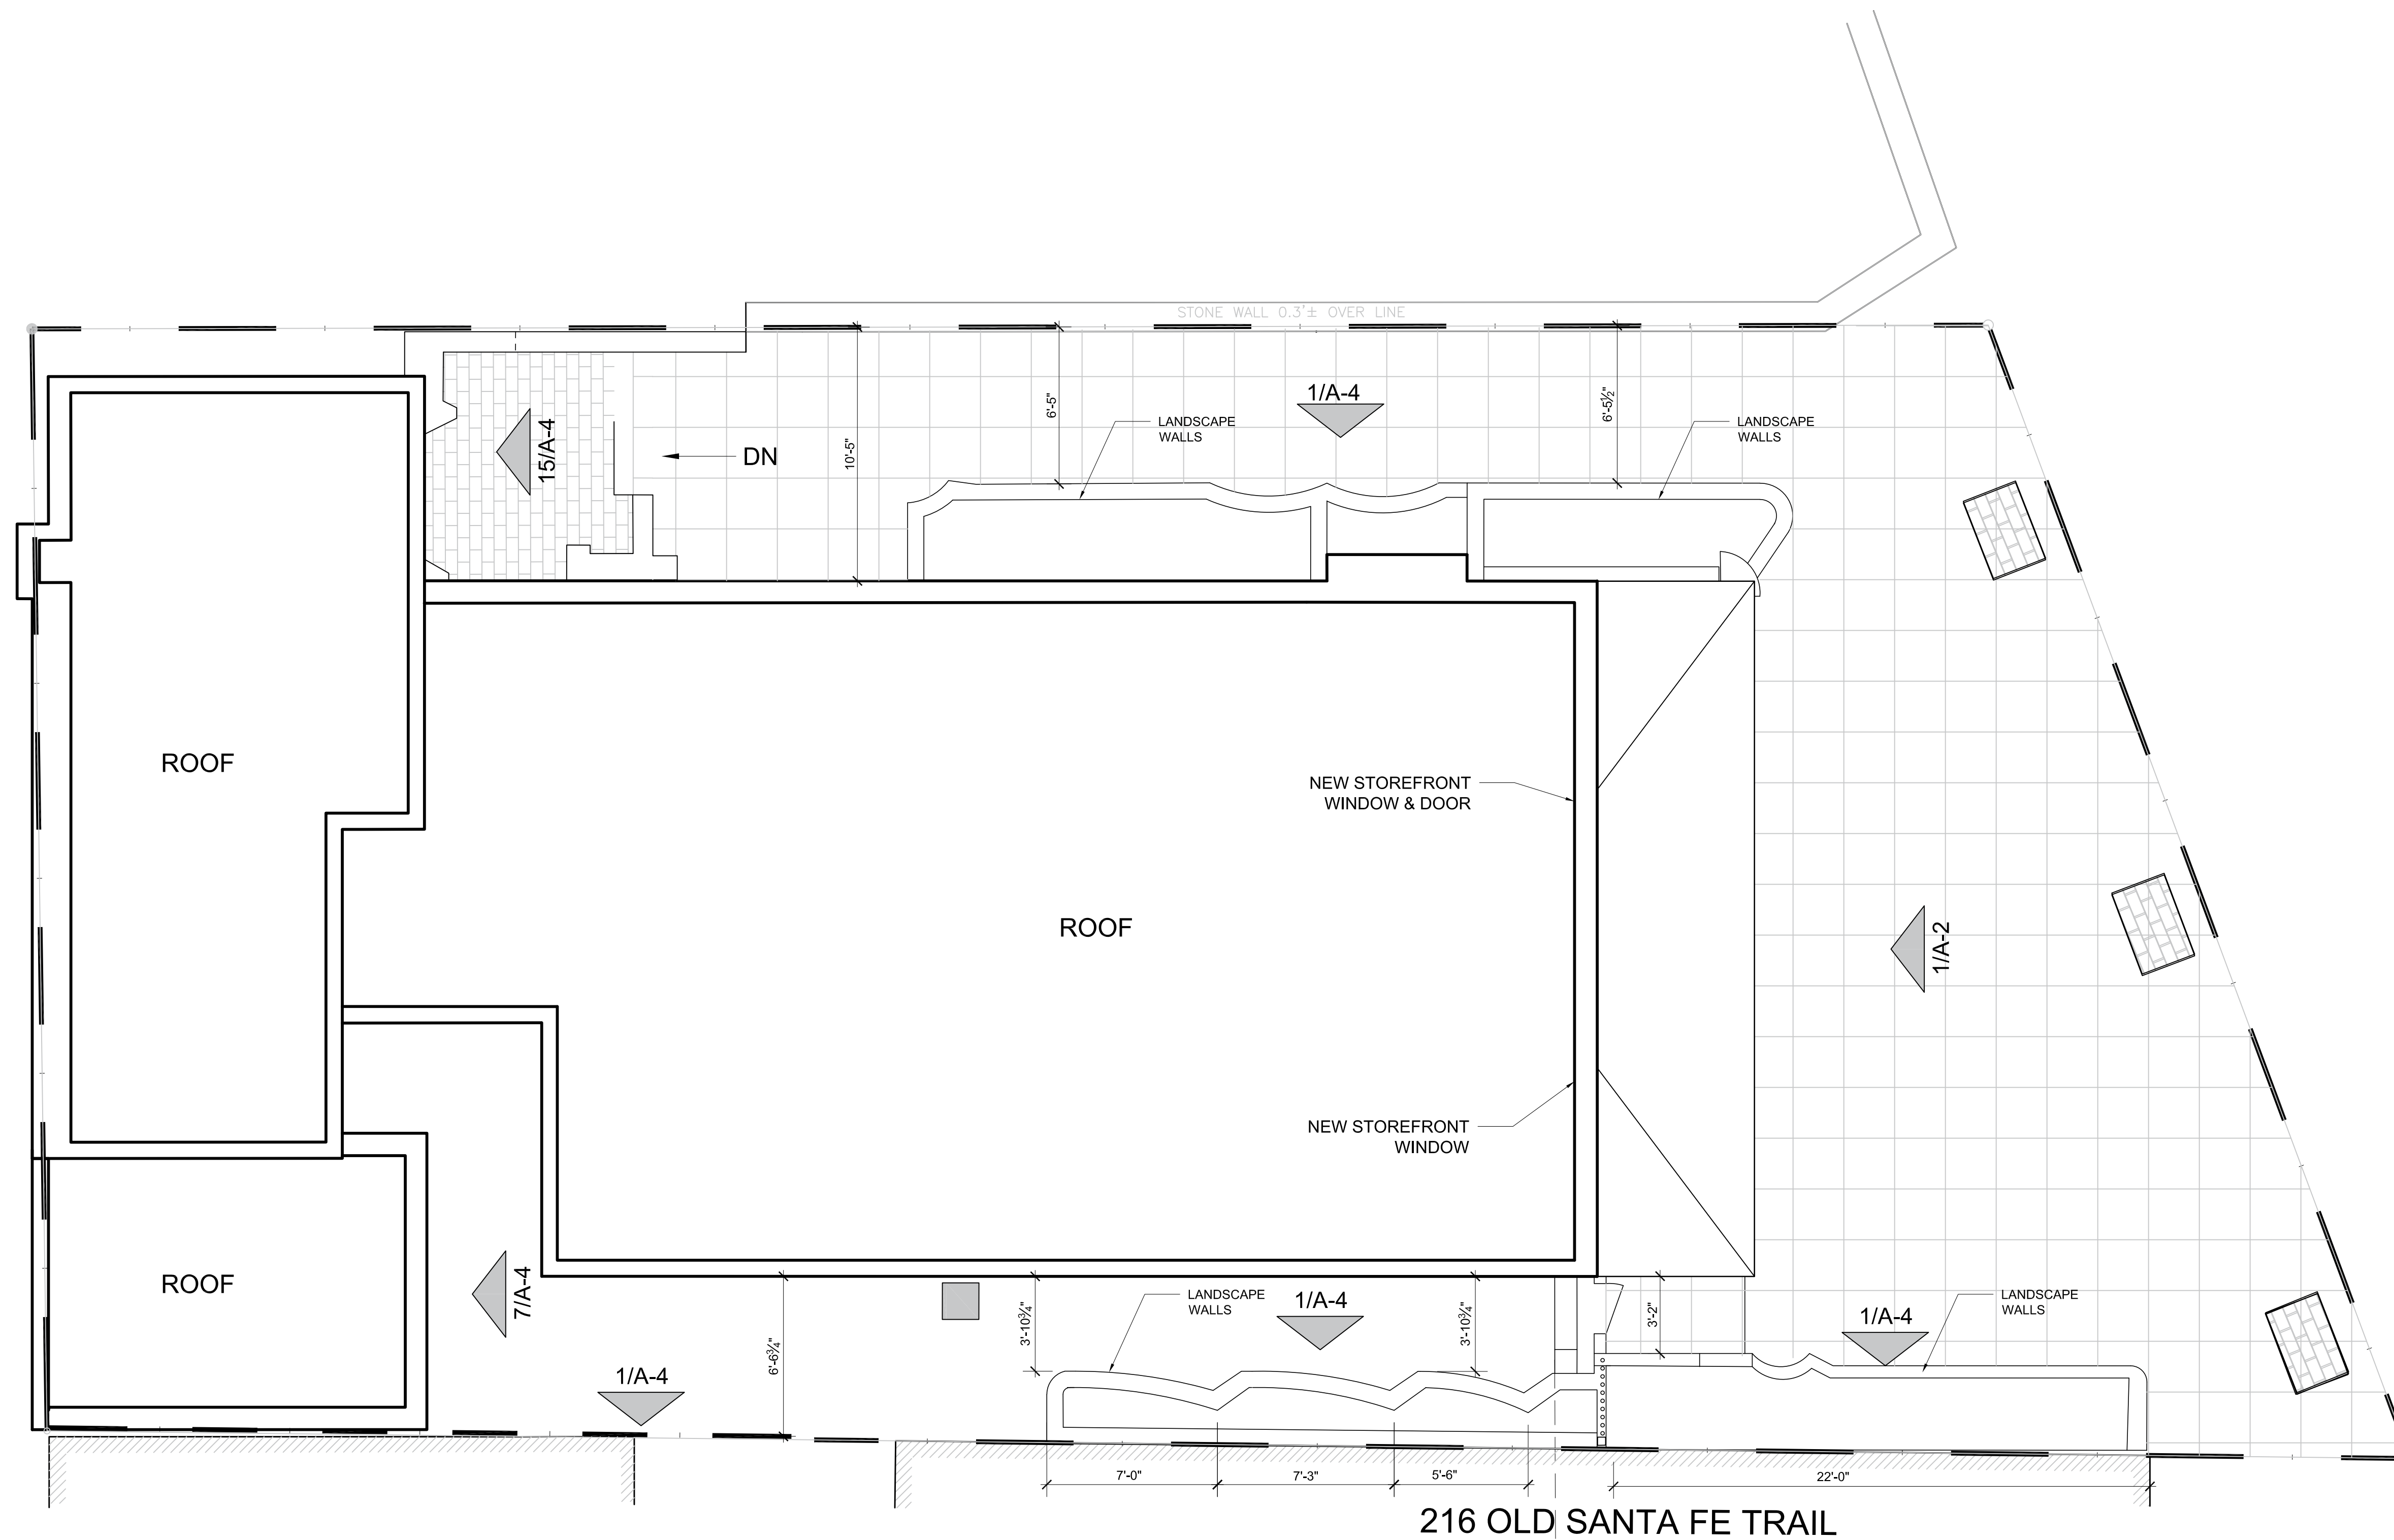 STONE WALL 0.3'± OVER LINE
1/A-4
15/A-4
DN
10'-5"
6'-5"
LANDSCAPE
WALLS
6'-5½"
LANDSCAPE
WALLS
ROOF
NEW STOREFRONT
WINDOW & DOOR
ROOF
1/A-2
NEW STOREFRONT
WINDOW
ROOF
7/A-4
1/A-4
6'-6¾"
3'-10¾"
LANDSCAPE
WALLS
1/A-4
3'-10¾"
3'-2"
1/A-4
LANDSCAPE
WALLS
7'-0"
7'-3"
5'-6"
22'-0"
216 OLD SANTA FE TRAIL